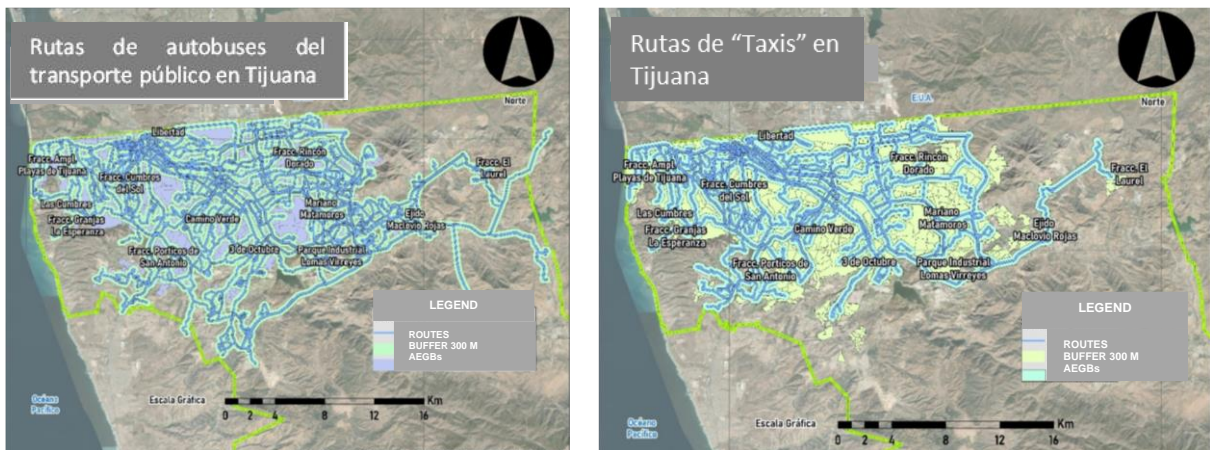 Rutas de autobuses del
transporte público en Tijuana
Norte
Libertad
Fracc. Ampl.
Playas de Tijuana
Fracc. Cumbres
del Sol
Fracc. Rincón
Dorado
Fracc. El
Laurel
Las Cumbres
Fracc. Granjas
La Esperanza
Camino Verde
Mariano
Matamoros
Ejido
Maclovio Rojas
Fracc. Porticos de
San Antonio
3 de Octubre
Parque Industrial
Lomas Virreyes
LEGEND
ROUTES
BUFFER 300 M
AEGBs
Océano
Pacífico
Escala Gráfica
Km
0 2 4 8 12 16
Rutas de “Taxis” en
Tijuana
E.U.A.
Norte
Libertad
Fracc. Ampl.
Playas de Tijuana
Fracc. Cumbres
del Sol
Fracc. Rincón
Dorado
Fracc. El
Laurel
Las Cumbres
Fracc. Granjas
La Esperanza
Camino Verde
Mariano
Matamoros
Ejido
Maclovio Rojas
Fracc. Porticos de
San Antonio
3 de Octubre
Parque Industrial
Lomas Virreyes
LEGEND
ROUTES
BUFFER 300 M
AEGBs
Océano
Pacífico
Escala Gráfica
Km
0 2 4 8 12 16